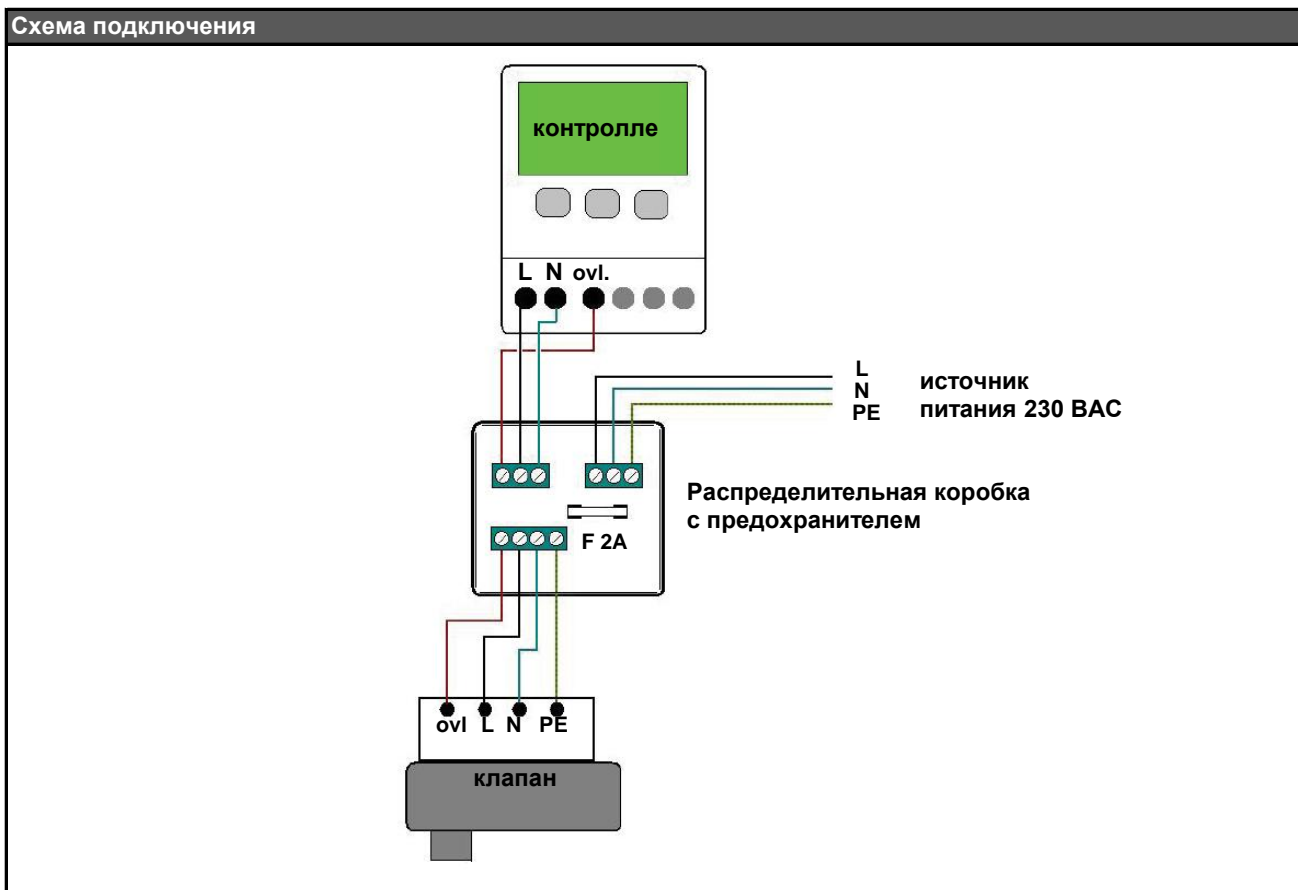 Схема подключения
контролле
L N ovl.
L
N
PE
источник
питания 230 ВАС
Распределительная коробка
с предохранителем
F 2A
ovl L N PE
клапан